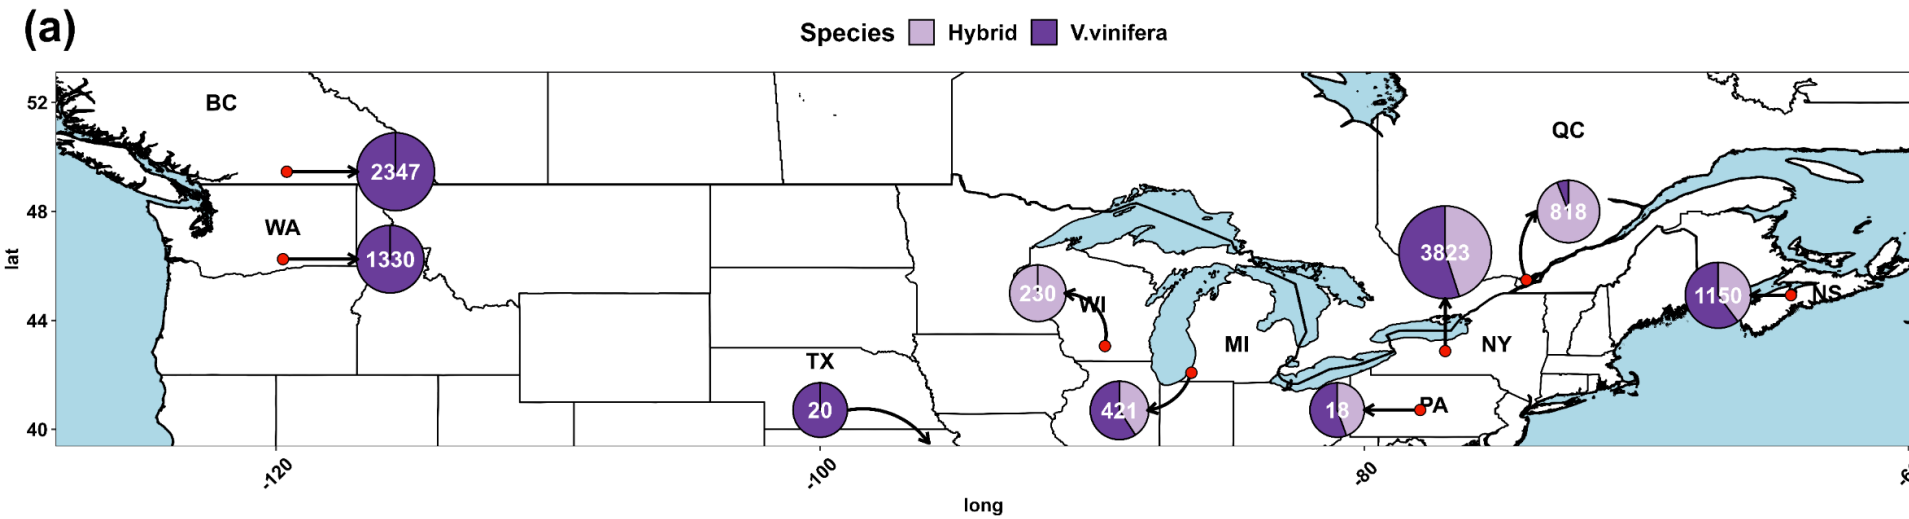 (a)
Species Hybrid V.vinifera
52
48
44
40
lat
BC
QC
2347
818
WA
3823
1330
230
WI
1150
NS
TX
MI
NY
20
421
18
PA
-120
-100
-80
long